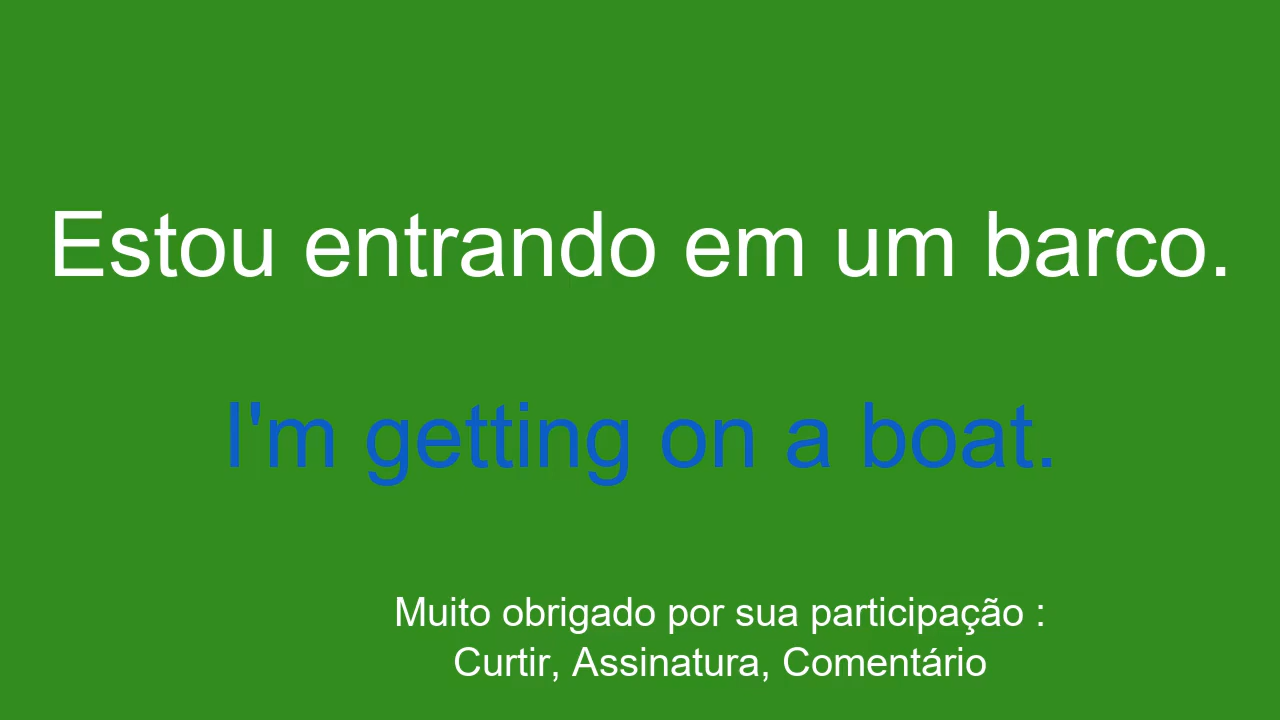 Estou entrando em um barco.
I'm getting on a boat.
Muito obrigado por sua participação :
Curtir, Assinatura, Comentário